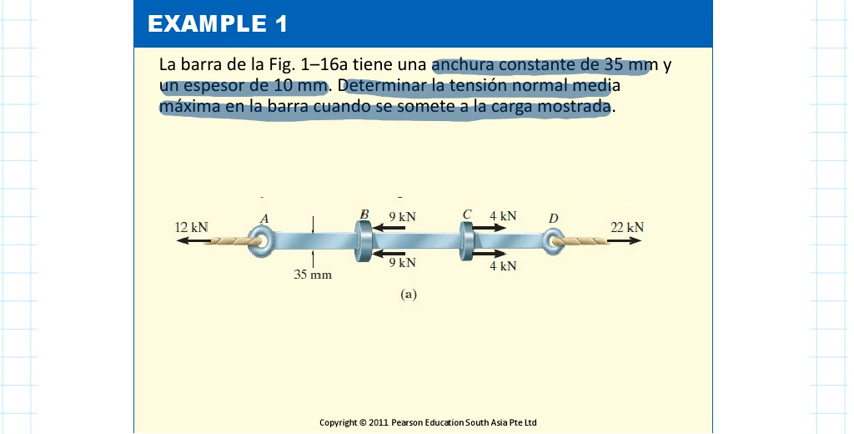 EXAMPLE 1
La barra de la Fig. 1–16a tiene una anchura constante de 35 mm y
un espesor de 10 mm. Determinar la tensión normal media
máxima en la barra cuando se somete a la carga mostrada.
12 kN A B 9 kN C 4 kN D 22 kN
35 mm 9 kN 4 kN
(a)
Copyright © 2011 Pearson Education South Asia Pte Ltd